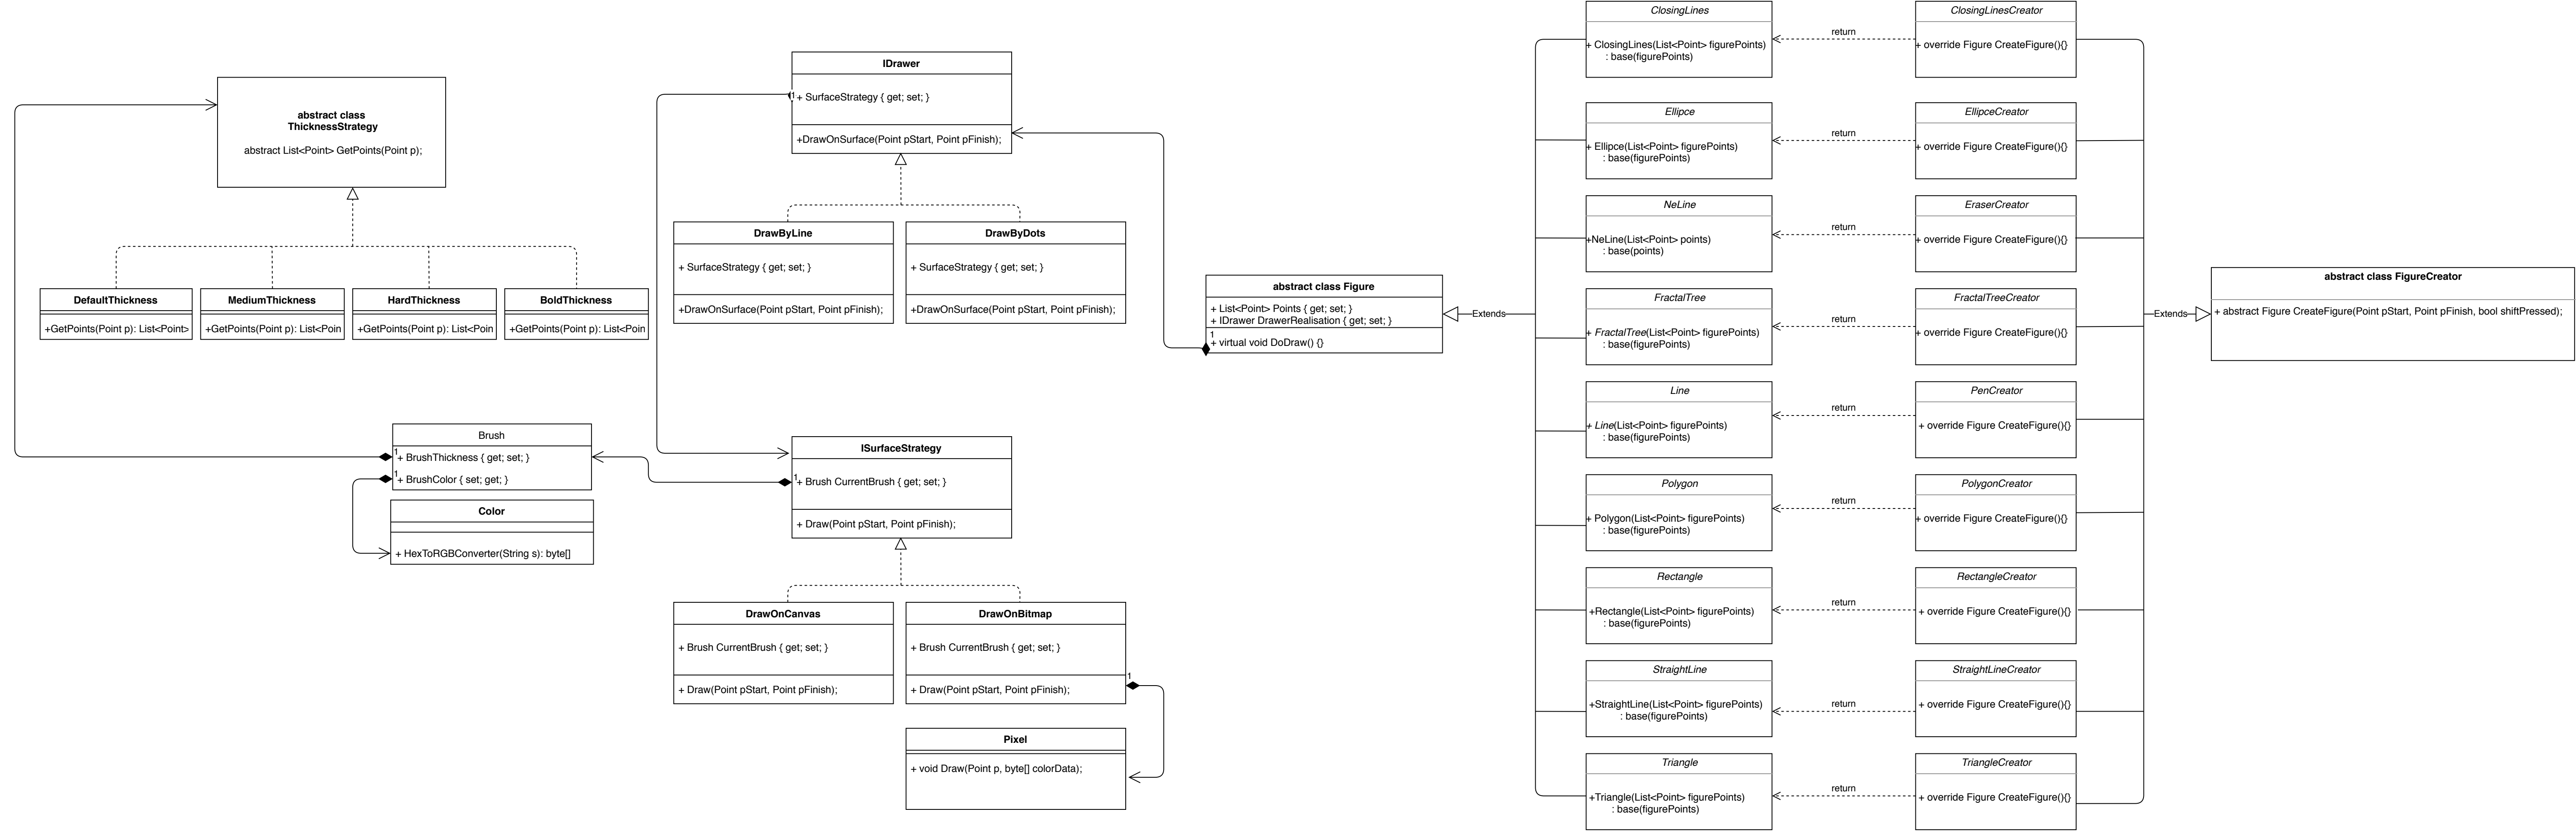 abstract class
ThicknessStrategy
abstract List<Point> GetPoints(Point p);
DefaultThickness
+GetPoints(Point p): List<Point>
MediumThickness
+GetPoints(Point p): List<Poin
HardThickness
+GetPoints(Point p): List<Poin
BoldThickness
+GetPoints(Point p): List<Poin
Brush
1
+ BrushThickness { get; set; }
1
+ BrushColor { set; get; }
Color
+ HexToRGBConverter(String s): byte[]
IDrawer
1
+ SurfaceStrategy { get; set; }
+DrawOnSurface(Point pStart, Point pFinish);
DrawByLine
+ SurfaceStrategy { get; set; }
+DrawOnSurface(Point pStart, Point pFinish);
DrawByDots
+ SurfaceStrategy { get; set; }
+DrawOnSurface(Point pStart, Point pFinish);
ISurfaceStrategy
1
+ Brush CurrentBrush { get; set; }
+ Draw(Point pStart, Point pFinish);
DrawOnCanvas
+ Brush CurrentBrush { get; set; }
+ Draw(Point pStart, Point pFinish);
DrawOnBitmap
+ Brush CurrentBrush { get; set; }
+ Draw(Point pStart, Point pFinish);
1
Pixel
+ void Draw(Point p, byte[] colorData);
abstract class Figure
+ List<Point> Points { get; set; }
+ IDrawer DrawerRealisation { get; set; }
1
+ virtual void DoDraw() {}
Extends
ClosingLines
+ ClosingLines(List<Point> figurePoints)
: base(figurePoints)
return
ClosingLinesCreator
+ override Figure CreateFigure(){}
Ellipce
+ Ellipce(List<Point> figurePoints)
: base(figurePoints)
return
EllipceCreator
+ override Figure CreateFigure(){}
NeLine
+NeLine(List<Point> points)
: base(points)
return
EraserCreator
+ override Figure CreateFigure(){}
FractalTree
+ FractalTree(List<Point> figurePoints)
: base(figurePoints)
return
FractalTreeCreator
+ override Figure CreateFigure(){}
Line
+ Line(List<Point> figurePoints)
: base(figurePoints)
return
PenCreator
+ override Figure CreateFigure(){}
Polygon
+ Polygon(List<Point> figurePoints)
: base(figurePoints)
return
PolygonCreator
+ override Figure CreateFigure(){}
Rectangle
+Rectangle(List<Point> figurePoints)
: base(figurePoints)
return
RectangleCreator
+ override Figure CreateFigure(){}
StraightLine
+StraightLine(List<Point> figurePoints)
: base(figurePoints)
return
StraightLineCreator
+ override Figure CreateFigure(){}
Triangle
+Triangle(List<Point> figurePoints)
: base(figurePoints)
return
TriangleCreator
+ override Figure CreateFigure(){}
Extends
abstract class FigureCreator
+ abstract Figure CreateFigure(Point pStart, Point pFinish, bool shiftPressed);